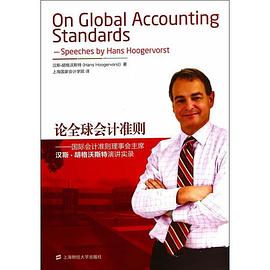 On Global Accounting
Standards
—Speeches by Hans Hoogervorst
汉斯·胡格沃斯特(Hans Hoogervorst) 著
上海国家会计学院 译
论全球会计准则
——国际会计准则理事会主席
汉斯·胡格沃斯特演讲实录
上海财经大学出版社